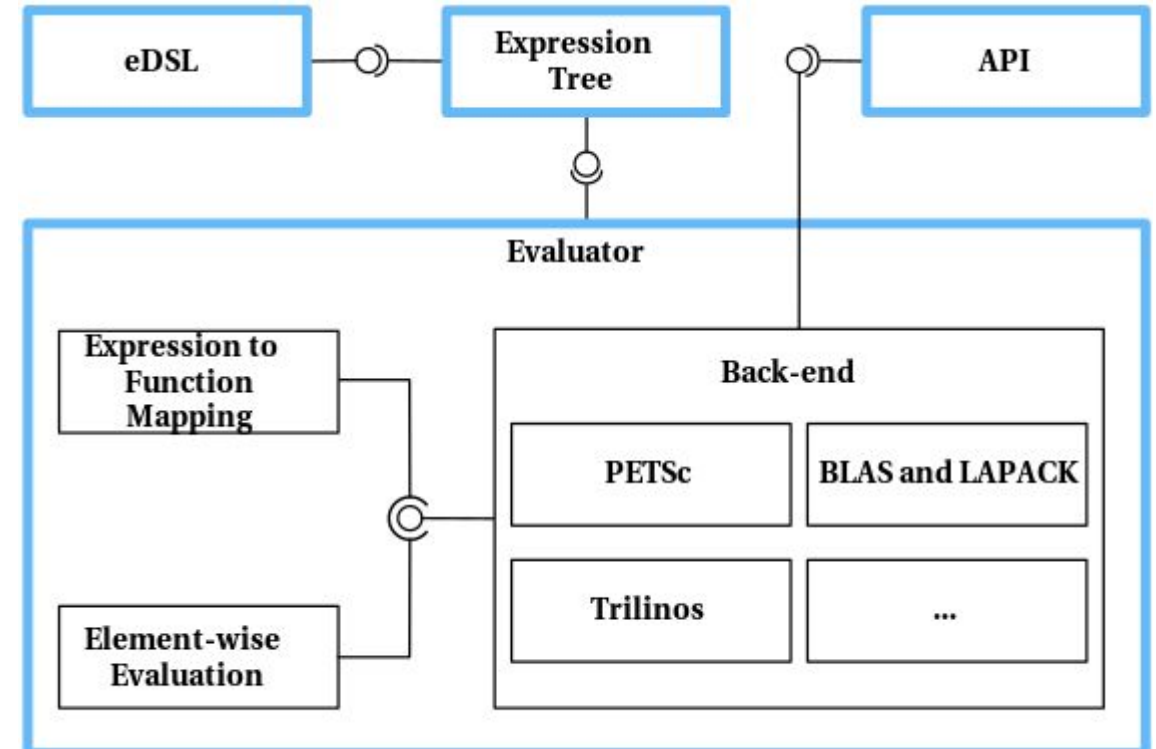 eDSL
Expression
Tree
API
Evaluator
Expression to
Function
Mapping
Back-end
PETSc
BLAS and LAPACK
Element-wise
Evaluation
Trilinos
...